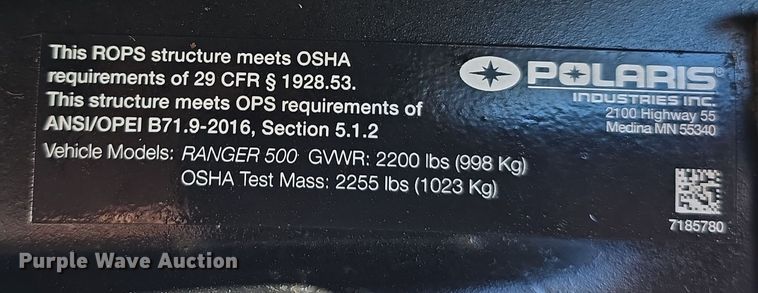 This ROPS structure meets OSHA
requirements of 29 CFR § 1928.53.
This structure meets OPS requirements of
ANSI/OPEI B71.9-2016, Section 5.1.2
Vehicle Models: RANGER 500 GVWR: 2200 lbs (998 Kg)
OSHA Test Mass: 2255 lbs (1023 Kg)
POLARIS®
INDUSTRIES INC.
2100 Highway 55
Medina MN 55340
7185780
Purple Wave Auction